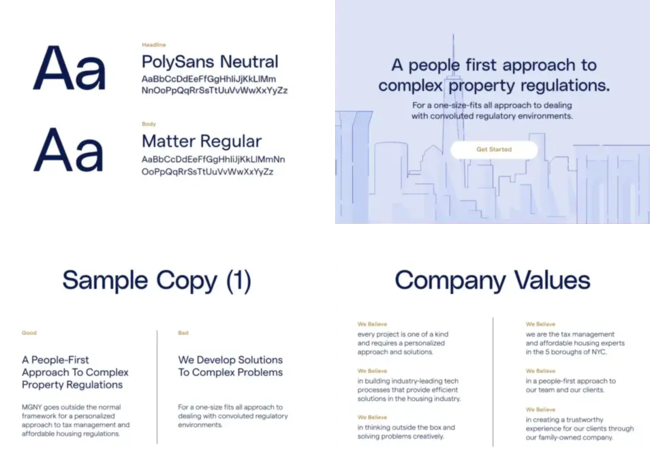 Aa
Headline
PolySans Neutral
AaBbCcDdEeFfGgHhIiJjKkLlMm
NnOoPpQqRrSsTtUuVvWwXxYyZz
Aa
Body
Matter Regular
AaBbCcDdEeFfGgHhIiJjKkLlMmNn
OoPpQqRrSsTtUuVvWwXxYyZz
A people first approach to
complex property regulations.
For a one-size-fits all approach to dealing
with convoluted regulatory environments.
Get Started
Sample Copy (1)
Good
A People-First
Approach To Complex
Property Regulations
MGNY goes outside the normal
framework for a personalized
approach to tax management and
affordable housing regulations.
Bad
We Develop Solutions
To Complex Problems
For a one-size fits all approach to
dealing with convoluted regulatory
environments.
Company Values
We Believe
every project is one of a kind
and requires a personalized
approach and solutions.
We Believe
in building industry-leading tech
processes that provide efficient
solutions in the housing industry.
We Believe
in thinking outside the box and
solving problems creatively.
We Believe
we are the tax management
and affordable housing experts
in the 5 boroughs of NYC.
We Believe
in a people-first approach to
our team and our clients.
We Believe
in creating a trustworthy
experience for our clients through
our family-owned company.